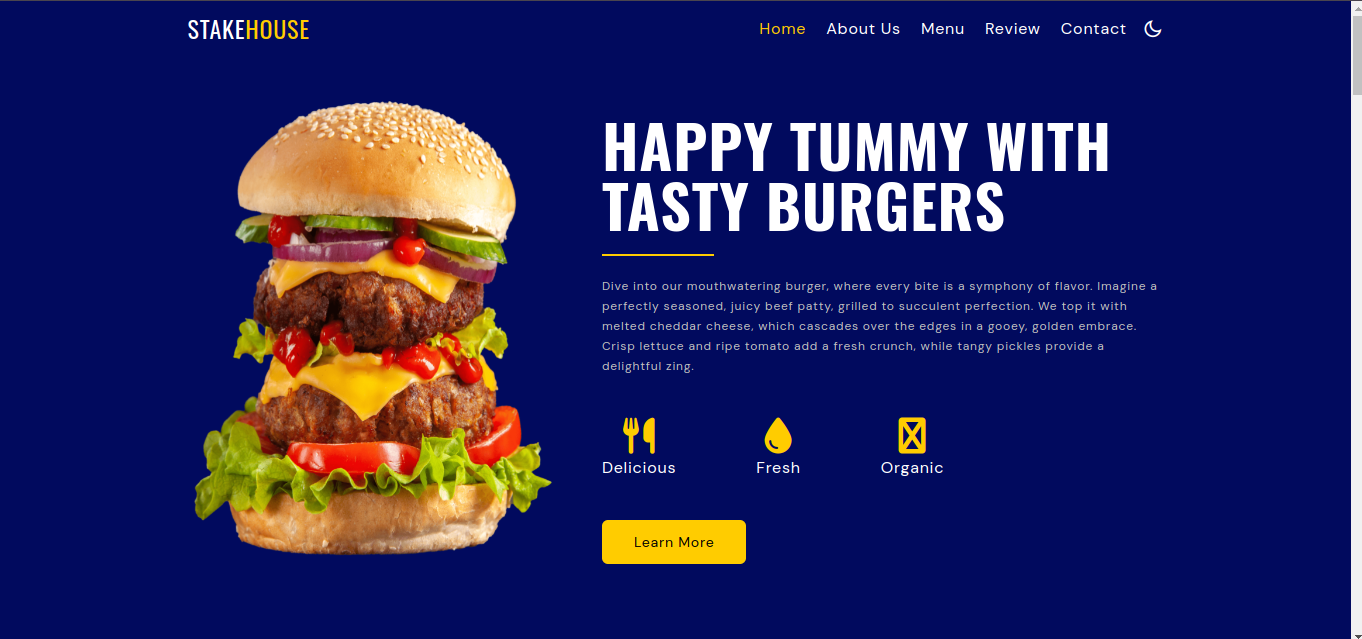 STAKEHOUSE
Home About Us Menu Review Contact
HAPPY TUMMY WITH
TASTY BURGERS
Dive into our mouthwatering burger, where every bite is a symphony of flavor. Imagine a
perfectly seasoned, juicy beef patty, grilled to succulent perfection. We top it with
melted cheddar cheese, which cascades over the edges in a gooey, golden embrace.
Crisp lettuce and ripe tomato add a fresh crunch, while tangy pickles provide a
delightful zing.
Delicious Fresh Organic
Learn More